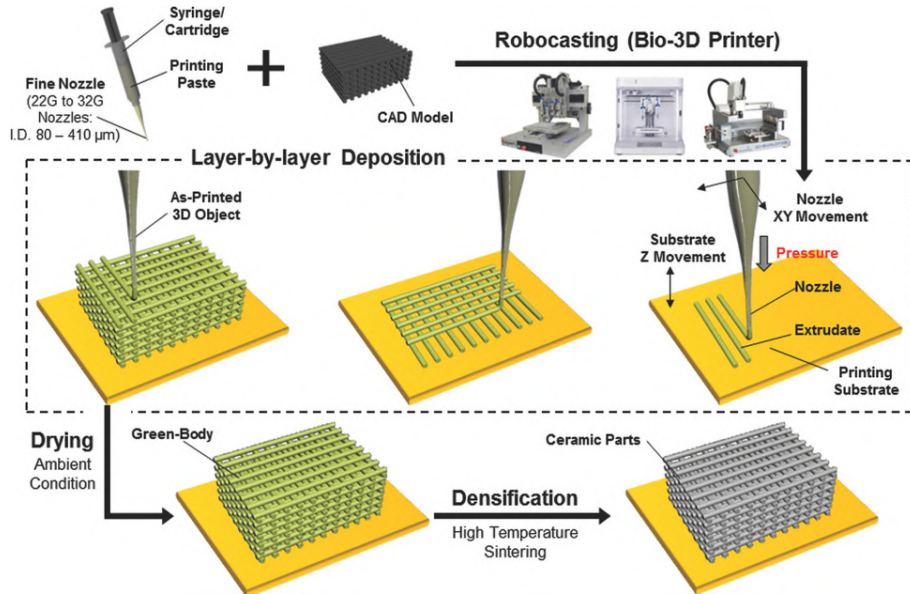 Syringe/
Cartridge
Printing
Paste
Fine Nozzle
(22G to 32G
Nozzles:
I.D. 80 – 410 µm)
CAD Model
Robocasting (Bio-3D Printer)
Layer-by-layer Deposition
As-Printed
3D Object
Nozzle
XY Movement
Substrate
Z Movement
Pressure
Nozzle
Extrudate
Printing
Substrate
Drying
Ambient
Condition
Green-Body
Densification
High Temperature
Sintering
Ceramic Parts